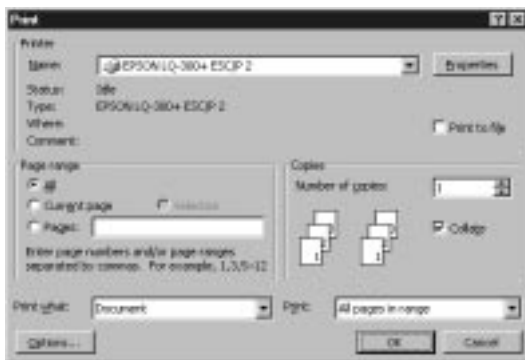 Print
Printer
Name: EPSON LQ-300+ ESC/P 2 Properties
Status: Idle
Type: EPSON LQ-300+ ESC/P 2
Where:
Comment: Print to file
Page range
All
Current page Selection
Pages:
Enter page numbers and/or page ranges
separated by commas. For example, 1,3,5-12
Copies
Number of copies: 1
Collate
Print what: Document Print: All pages in range
Options... OK Cancel